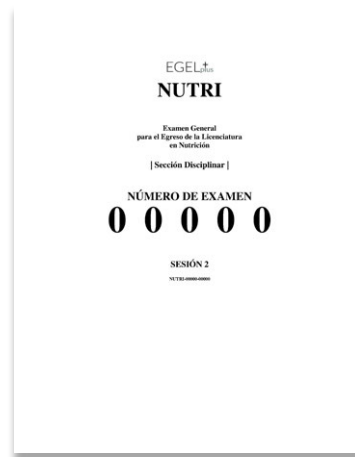 EGEL+plus
NUTRI
Examen General
para el Egreso de la Licenciatura
en Nutrición
| Sección Disciplinar |
NÚMERO DE EXAMEN
0 0 0 0 0
SESIÓN 2
NUTRI-00000-00000